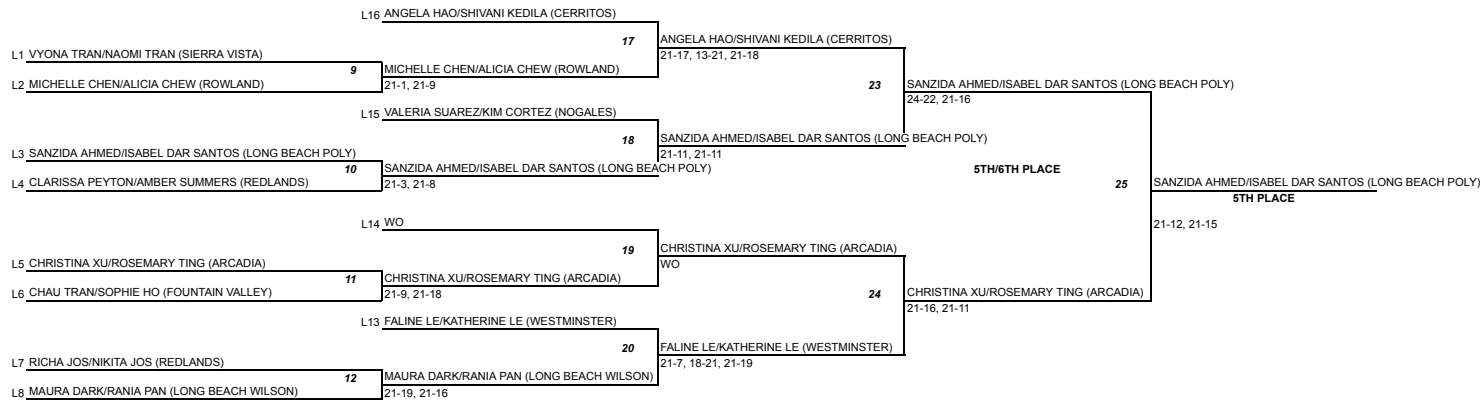 L16 ANGELA HAO/SHIVANI KEDILA (CERRITOS)
17 ANGELA HAO/SHIVANI KEDILA (CERRITOS)
L1 VYONA TRAN/NAOMI TRAN (SIERRA VISTA)
21-17, 13-21, 21-18
9 MICHELLE CHEN/ALICIA CHEW (ROWLAND)
L2 MICHELLE CHEN/ALICIA CHEW (ROWLAND)
21-1, 21-9
23 SANZIDA AHMED/ISABEL DAR SANTOS (LONG BEACH POLY)
24-22, 21-16
L15 VALERIA SUAREZ/KIM CORTEZ (NOGALES)
18 SANZIDA AHMED/ISABEL DAR SANTOS (LONG BEACH POLY)
21-11, 21-11
L3 SANZIDA AHMED/ISABEL DAR SANTOS (LONG BEACH POLY)
10 SANZIDA AHMED/ISABEL DAR SANTOS (LONG BEACH POLY)
5TH/6TH PLACE
L4 CLARISSA PEYTON/AMBER SUMMERS (REDLANDS)
21-3, 21-8
25 SANZIDA AHMED/ISABEL DAR SANTOS (LONG BEACH POLY)
5TH PLACE
L14 WO
21-12, 21-15
19 CHRISTINA XU/ROSEMARY TING (ARCADIA)
WO
L5 CHRISTINA XU/ROSEMARY TING (ARCADIA)
11 CHRISTINA XU/ROSEMARY TING (ARCADIA)
L6 CHAU TRAN/SOPHIE HO (FOUNTAIN VALLEY)
21-9, 21-18
24 CHRISTINA XU/ROSEMARY TING (ARCADIA)
21-16, 21-11
L13 FALINE LE/KATHERINE LE (WESTMINSTER)
20 FALINE LE/KATHERINE LE (WESTMINSTER)
L7 RICHA JOS/NIKITA JOS (REDLANDS)
21-7, 18-21, 21-19
12 MAURA DARK/RANIA PAN (LONG BEACH WILSON)
L8 MAURA DARK/RANIA PAN (LONG BEACH WILSON)
21-19, 21-16